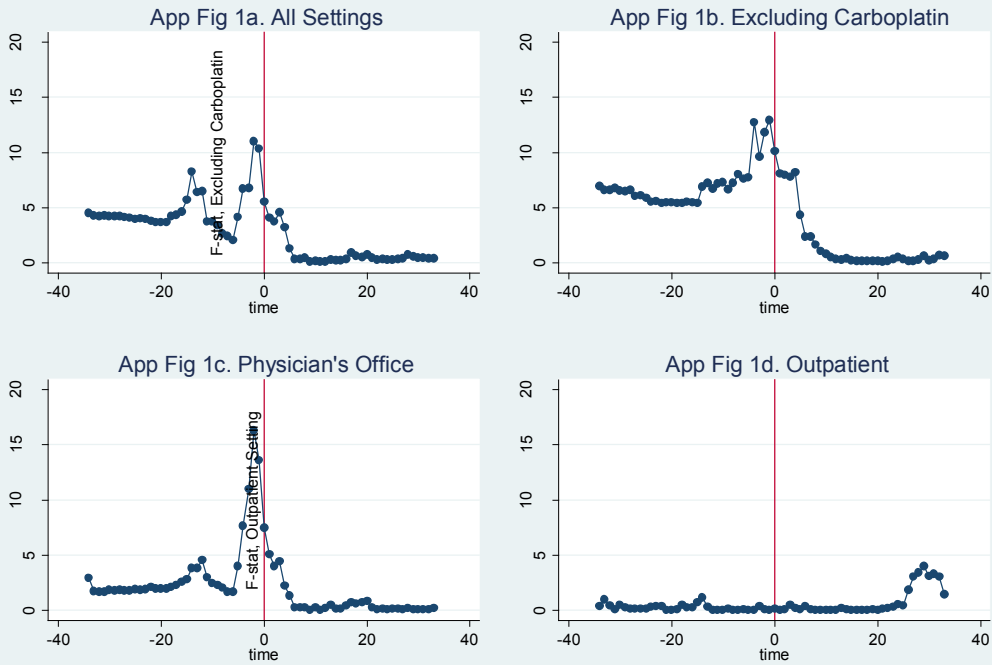 App Fig 1a. All Settings
20
15
10
5
0
F-stat, Excluding Carboplatin
-40 -20 0 20 40
time
App Fig 1b. Excluding Carboplatin
20
15
10
5
0
-40 -20 0 20 40
time
App Fig 1c. Physician's Office
20
15
10
5
0
F-stat, Outpatient Setting
-40 -20 0 20 40
time
App Fig 1d. Outpatient
20
15
10
5
0
-40 -20 0 20 40
time